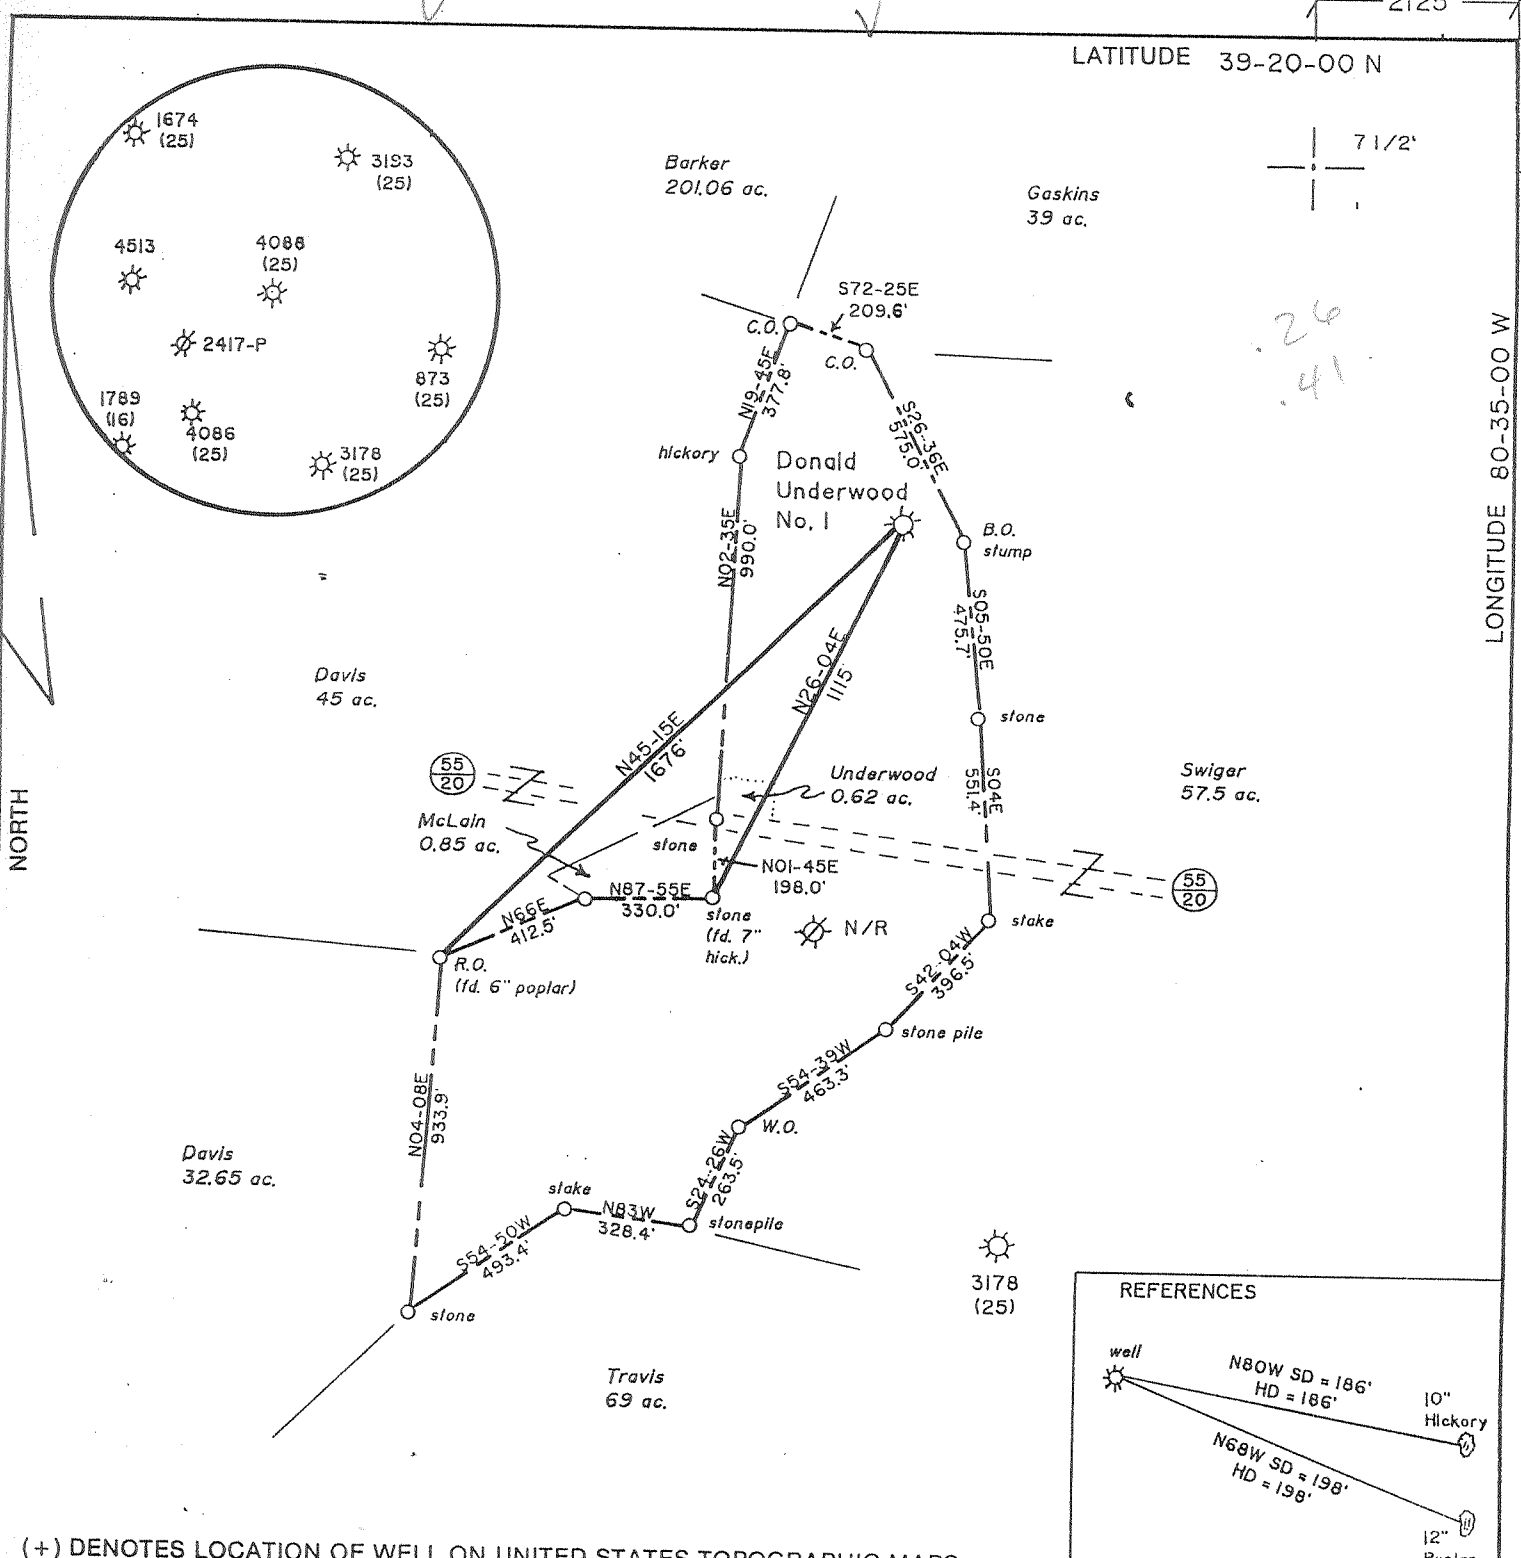 2125
LATITUDE 39-20-00 N
7 1/2'
LONGITUDE 80-35-00 W
NORTH
1674
(25)
3193
(25)
4513
4088
(25)
2417-P
873
(25)
1789
(16)
4086
(25)
3178
(25)
Barker
201.06 ac.
Gaskins
39 ac.
.26
.41
S72-25E
209.6'
C.O.
C.O.
N19-45E
377.8'
S26-36E
575.0'
hickory
Donald
Underwood
No. 1
B.O.
stump
N02-35E
990.0'
S05-50E
475.7'
N26-04E
1115'
Davis
45 ac.
stone
N45-15E
1676'
55
20
Underwood
0.62 ac.
S04E
551.4'
Swiger
57.5 ac.
McLain
0.85 ac.
stone
N01-45E
198.0'
55
20
N87-55E
330.0'
N66E
412.5'
stone
(fd. 7"
hick.)
N/R
stake
R.O.
(fd. 6" poplar)
S42-04W
396.5'
stone pile
S54-39W
463.3'
N04-08E
933.9'
W.O.
Davis
32.65 ac.
S24-26W
263.5'
stake
N83W
328.4'
stonepile
S54-50W
493.4'
stone
3178
(25)
Travis
69 ac.
REFERENCES
well
N80W SD = 186'
HD = 186'
10"
Hickory
N68W SD = 198'
HD = 198'
12"
(+) DENOTES LOCATION OF WELL ON UNITED STATES TOPOGRAPHIC MAPS